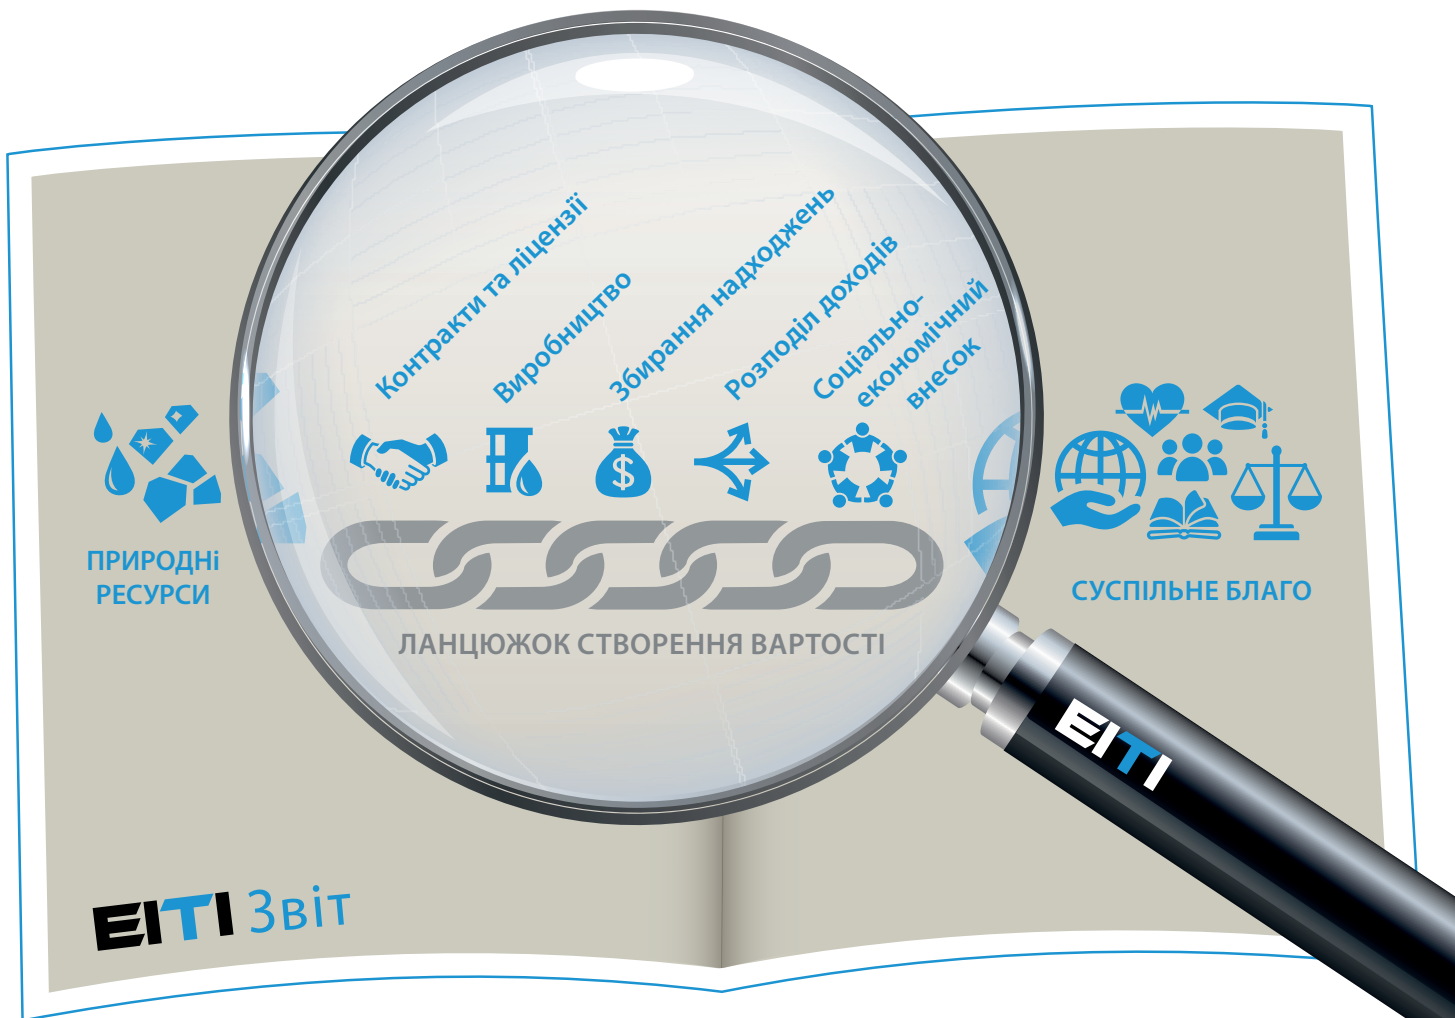 Контракти та ліцензії
Виробництво
Збирання надходжень
Розподіл доходів
Соціально-
економічний
внесок
ПРИРОДНі
РЕСУРСИ
СУСПІЛЬНЕ БЛАГО
ЛАНЦЮЖОК СТВОРЕННЯ ВАРТОСТІ
EITI
EITI Звіт